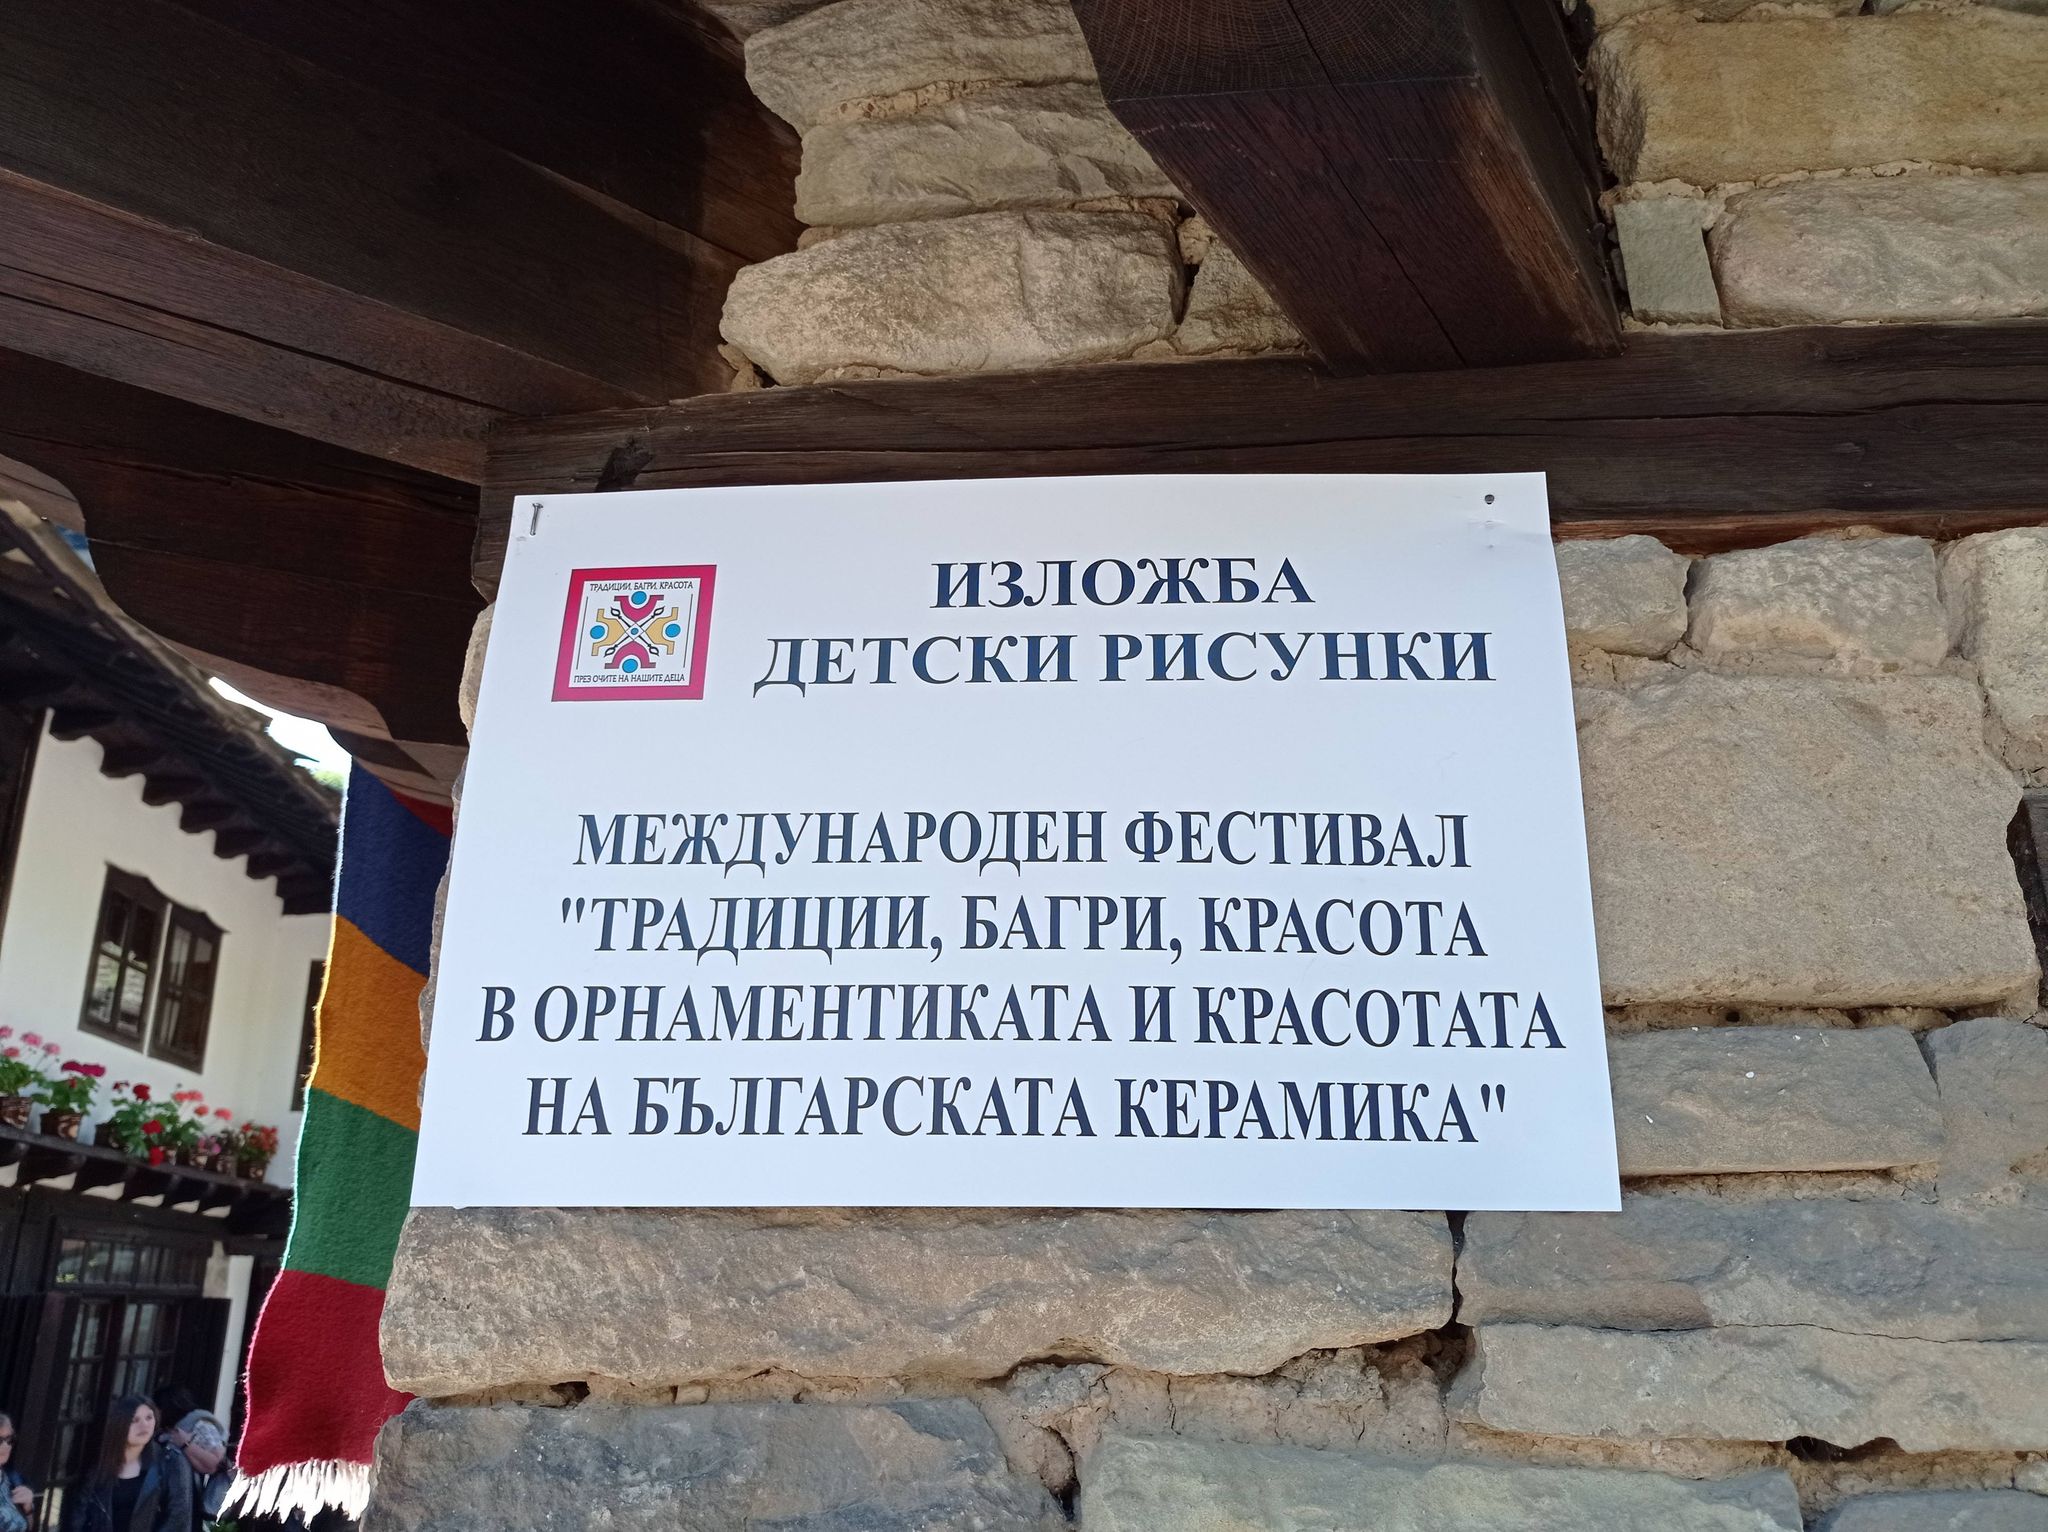 ТРАДИЦИИ, БАГРИ, КРАСОТА
ПРЕЗ ОЧИТЕ НА НАШИТЕ ДЕЦА
ИЗЛОЖБА
ДЕТСКИ РИСУНКИ
МЕЖДУНАРОДЕН ФЕСТИВАЛ
"ТРАДИЦИИ, БАГРИ, КРАСОТА
В ОРНАМЕНТИКАТА И КРАСОТАТА
НА БЪЛГАРСКАТА КЕРАМИКА"